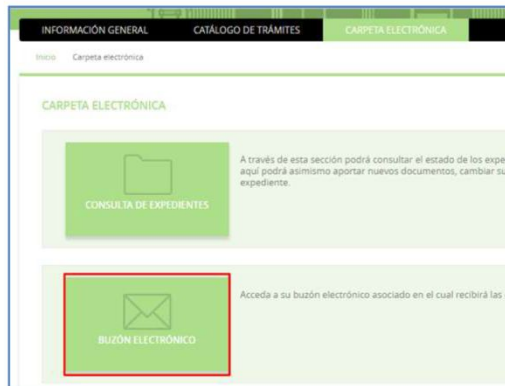 INFORMACIÓN GENERAL CATÁLOGO DE TRÁMITES CARPETA ELECTRÓNICA
Inicio Carpeta electrónica
CARPETA ELECTRÓNICA
A través de esta sección podrá consultar el estado de los expe
aquí podrá asimismo aportar nuevos documentos, cambiar su
expediente.
CONSULTA DE EXPEDIENTES
Acceda a su buzón electrónico asociado en el cual recibirá las
BUZÓN ELECTRÓNICO